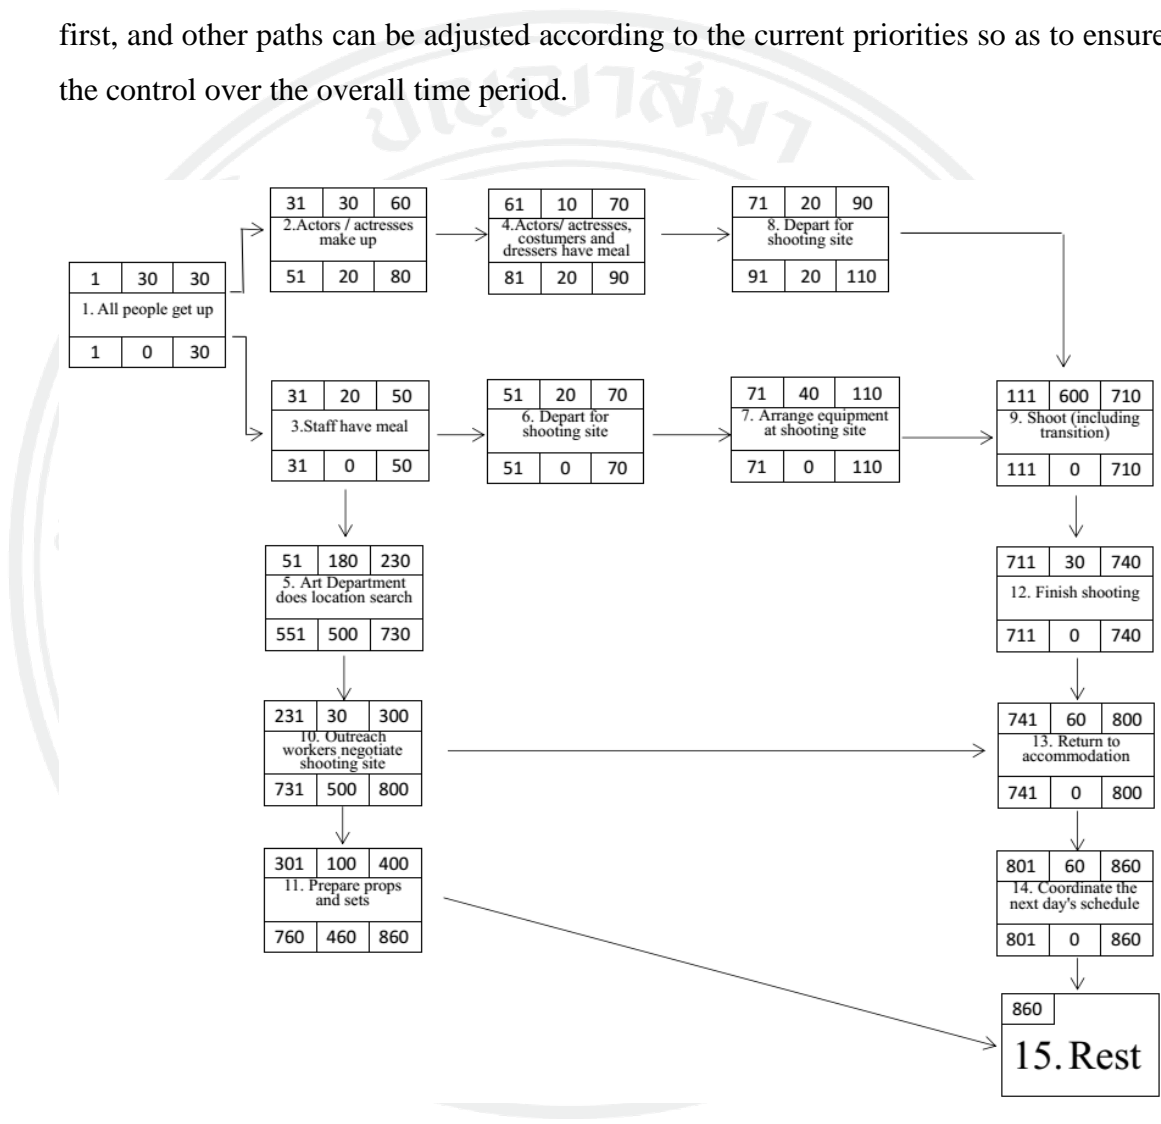 first, and other paths can be adjusted according to the current priorities so as to ensure
the control over the overall time period.
ปัญญาสมา
1 30 30
1. All people get up
1 0 30
31 30 60
2.Actors / actresses
make up
51 20 80
61 10 70
4.Actors/ actresses,
costumers and
dressers have meal
81 20 90
71 20 90
8. Depart for
shooting site
91 20 110
31 20 50
3.Staff have meal
31 0 50
51 20 70
6. Depart for
shooting site
51 0 70
71 40 110
7. Arrange equipment
at shooting site
71 0 110
111 600 710
9. Shoot (including
transition)
111 0 710
51 180 230
5. Art Department
does location search
551 500 730
711 30 740
12. Finish shooting
711 0 740
231 30 300
10. Outreach
workers negotiate
shooting site
731 500 800
741 60 800
13. Return to
accommodation
741 0 800
301 100 400
11. Prepare props
and sets
760 460 860
801 60 860
14. Coordinate the
next day's schedule
801 0 860
860
15. Rest